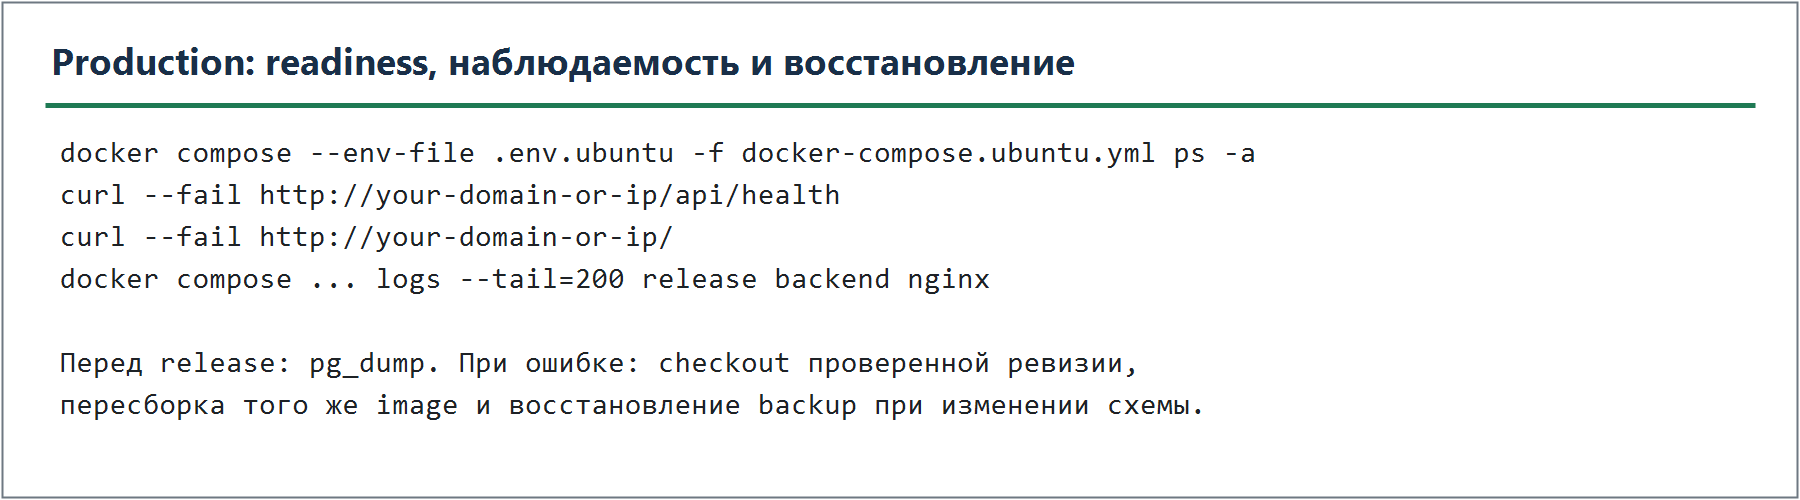 Production: readiness, наблюдаемость и восстановление
docker compose --env-file .env.ubuntu -f docker-compose.ubuntu.yml ps -a
curl --fail http://your-domain-or-ip/api/health
curl --fail http://your-domain-or-ip/
docker compose ... logs --tail=200 release backend nginx
Перед release: pg_dump. При ошибке: checkout проверенной ревизии,
пересборка того же image и восстановление backup при изменении схемы.